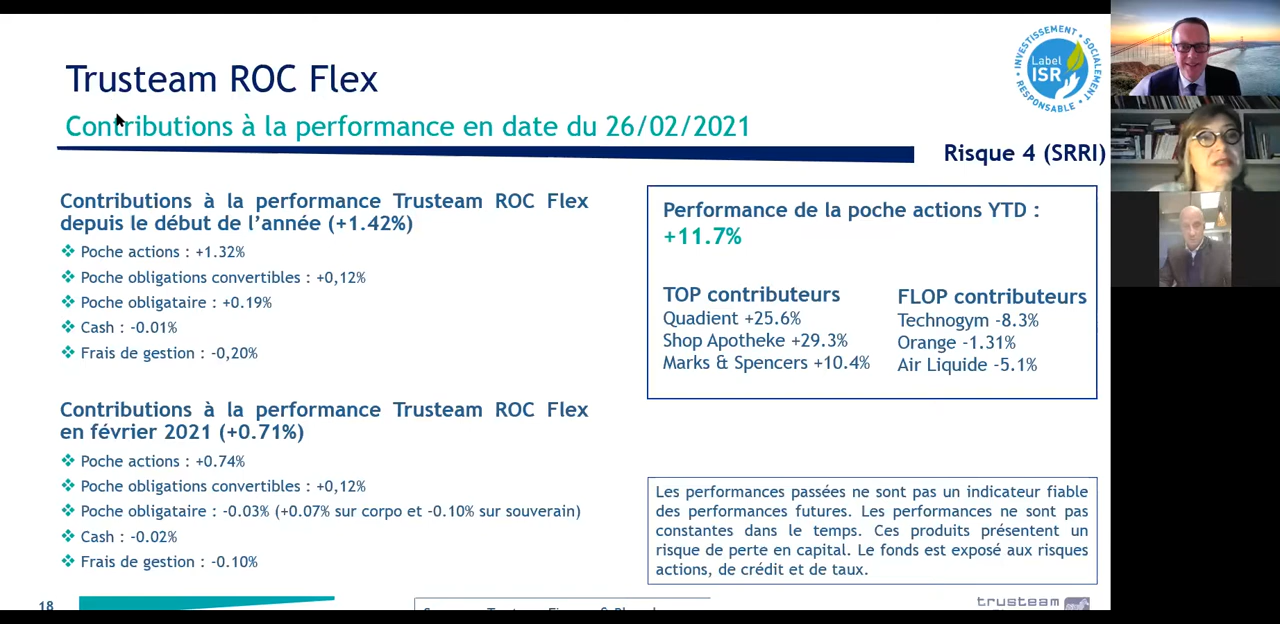 Trusteam ROC Flex
Contributions à la performance en date du 26/02/2021
INVESTISSEMENT SOCIALEMENT RESPONSABLE
Label
ISR
Risque 4 (SRRI)
Contributions à la performance Trusteam ROC Flex
depuis le début de l’année (+1.42%)
Poche actions : +1.32%
Poche obligations convertibles : +0,12%
Poche obligataire : +0.19%
Cash : -0.01%
Frais de gestion : -0,20%
Contributions à la performance Trusteam ROC Flex
en février 2021 (+0.71%)
Poche actions : +0.74%
Poche obligations convertibles : +0,12%
Poche obligataire : -0.03% (+0.07% sur corpo et -0.10% sur souverain)
Cash : -0.02%
Frais de gestion : -0.10%
Performance de la poche actions YTD :
+11.7%
TOP contributeurs
Quadient +25.6%
Shop Apotheke +29.3%
Marks & Spencers +10.4%
FLOP contributeurs
Technogym -8.3%
Orange -1.31%
Air Liquide -5.1%
Les performances passées ne sont pas un indicateur fiable
des performances futures. Les performances ne sont pas
constantes dans le temps. Ces produits présentent un
risque de perte en capital. Le fonds est exposé aux risques
actions, de crédit et de taux.
18
trusteam